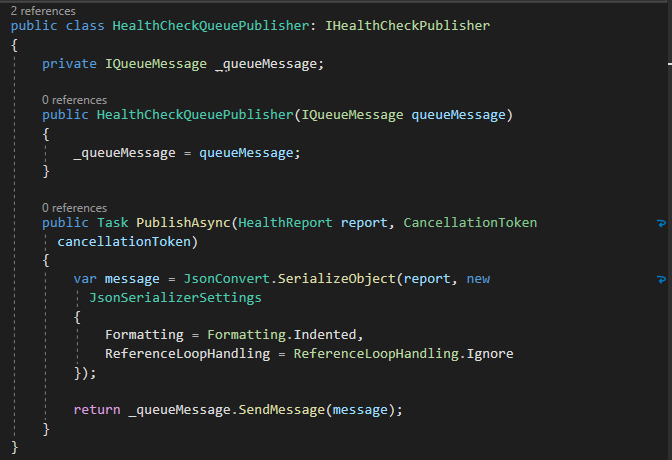 2 references
public class HealthCheckQueuePublisher: IHealthCheckPublisher
{
private IQueueMessage _queueMessage;
0 references
public HealthCheckQueuePublisher(IQueueMessage queueMessage)
{
_queueMessage = queueMessage;
}
0 references
public Task PublishAsync(HealthReport report, CancellationToken
cancellationToken)
{
var message = JsonConvert.SerializeObject(report, new
JsonSerializerSettings
{
Formatting = Formatting.Indented,
ReferenceLoopHandling = ReferenceLoopHandling.Ignore
});
return _queueMessage.SendMessage(message);
}
}